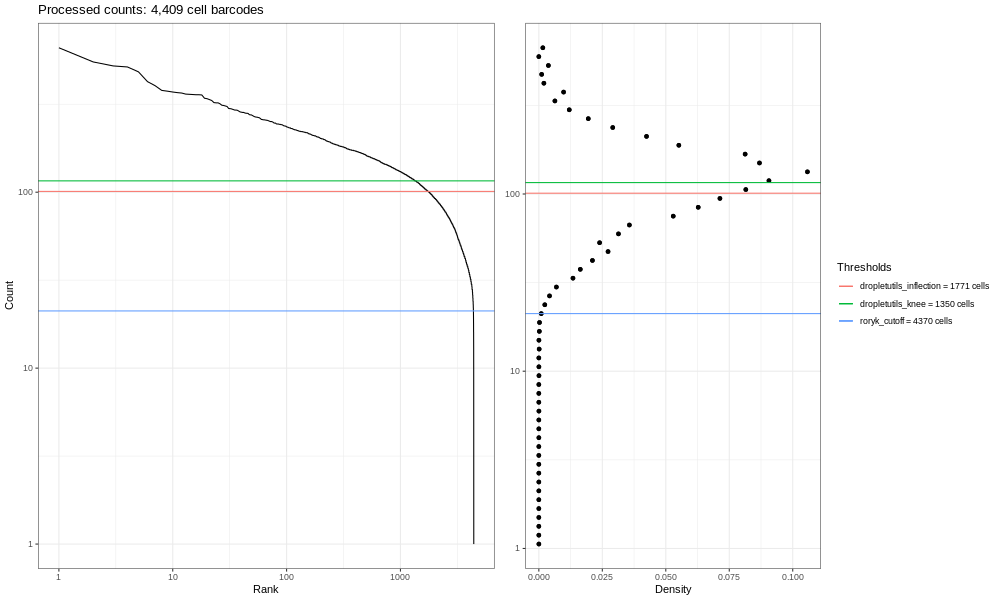 Processed counts: 4,409 cell barcodes
Count
100
10
1
1
10
100
1000
Rank
100
10
1
0.000
0.025
0.050
0.075
0.100
Density
Thresholds
dropletutils_inflection = 1771 cells
dropletutils_knee = 1350 cells
roryk_cutoff = 4370 cells